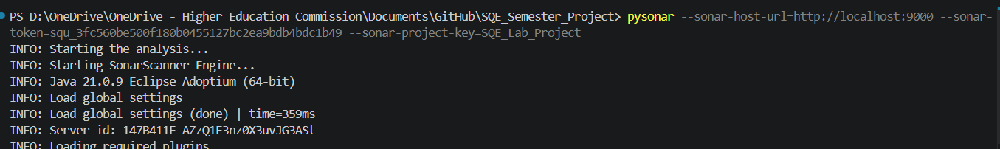 PS D:\OneDrive\OneDrive - Higher Education Commission\Documents\GitHub\SQE_Semester_Project> pysonar --sonar-host-url=http://localhost:9000 --sonar-
token=squ_3fc560be500f180b0455127bc2ea9bdb4bdc1b49 --sonar-project-key=SQE_Lab_Project
INFO: Starting the analysis...
INFO: Starting SonarScanner Engine...
INFO: Java 21.0.9 Eclipse Adoptium (64-bit)
INFO: Load global settings
INFO: Load global settings (done) | time=359ms
INFO: Server id: 147B411E-AZzQ1E3nz0X3uvJG3ASt
INFO: Loading required plugins